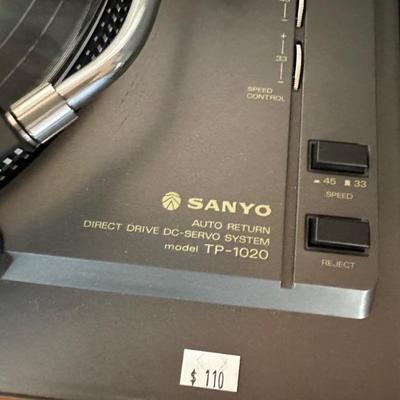 45
–
+
33
–
SPEED
CONTROL
45 33
SPEED
SANYO
AUTO RETURN
DIRECT DRIVE DC-SERVO SYSTEM
model TP-1020
REJECT
$ 110